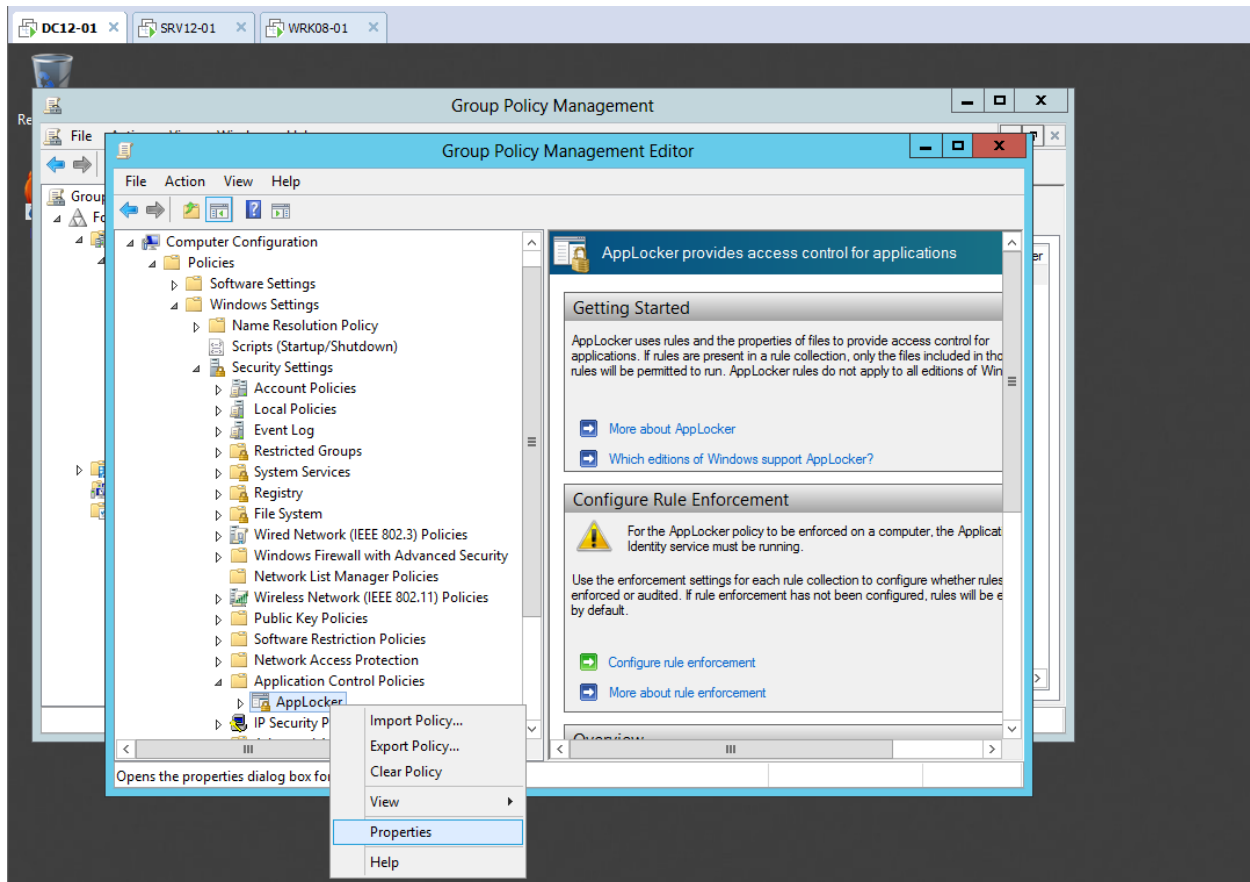 DC12-01 × SRV12-01 × WRK08-01 ×
Re
Group Policy Management
File
Group
Fo
er
Group Policy Management Editor
File Action View Help
Computer Configuration
Policies
Software Settings
Windows Settings
Name Resolution Policy
Scripts (Startup/Shutdown)
Security Settings
Account Policies
Local Policies
Event Log
Restricted Groups
System Services
Registry
File System
Wired Network (IEEE 802.3) Policies
Windows Firewall with Advanced Security
Network List Manager Policies
Wireless Network (IEEE 802.11) Policies
Public Key Policies
Software Restriction Policies
Network Access Protection
Application Control Policies
AppLocker
IP Security P
Opens the properties dialog box for
AppLocker provides access control for applications
Getting Started
AppLocker uses rules and the properties of files to provide access control for
applications. If rules are present in a rule collection, only the files included in tho
rules will be permitted to run. AppLocker rules do not apply to all editions of Win
More about AppLocker
Which editions of Windows support AppLocker?
Configure Rule Enforcement
For the AppLocker policy to be enforced on a computer, the Applicat
Identity service must be running.
Use the enforcement settings for each rule collection to configure whether rules
enforced or audited. If rule enforcement has not been configured, rules will be e
by default.
Configure rule enforcement
More about rule enforcement
Overview
Import Policy...
Export Policy...
Clear Policy
View
Properties
Help